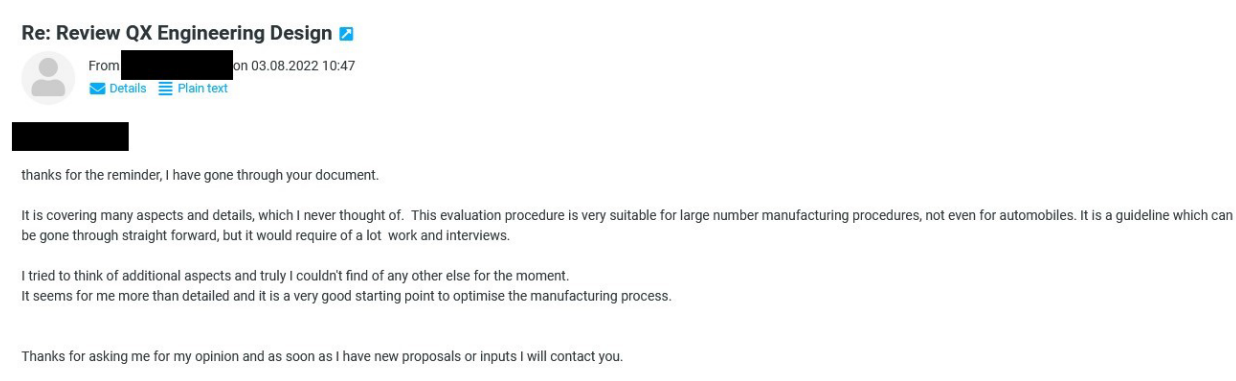 Re: Review QX Engineering Design
From on 03.08.2022 10:47
Details Plain text
thanks for the reminder, I have gone through your document.
It is covering many aspects and details, which I never thought of. This evaluation procedure is very suitable for large number manufacturing procedures, not even for automobiles. It is a guideline which can
be gone through straight forward, but it would require of a lot work and interviews.
I tried to think of additional aspects and truly I couldn't find of any other else for the moment.
It seems for me more than detailed and it is a very good starting point to optimise the manufacturing process.
Thanks for asking me for my opinion and as soon as I have new proposals or inputs I will contact you.